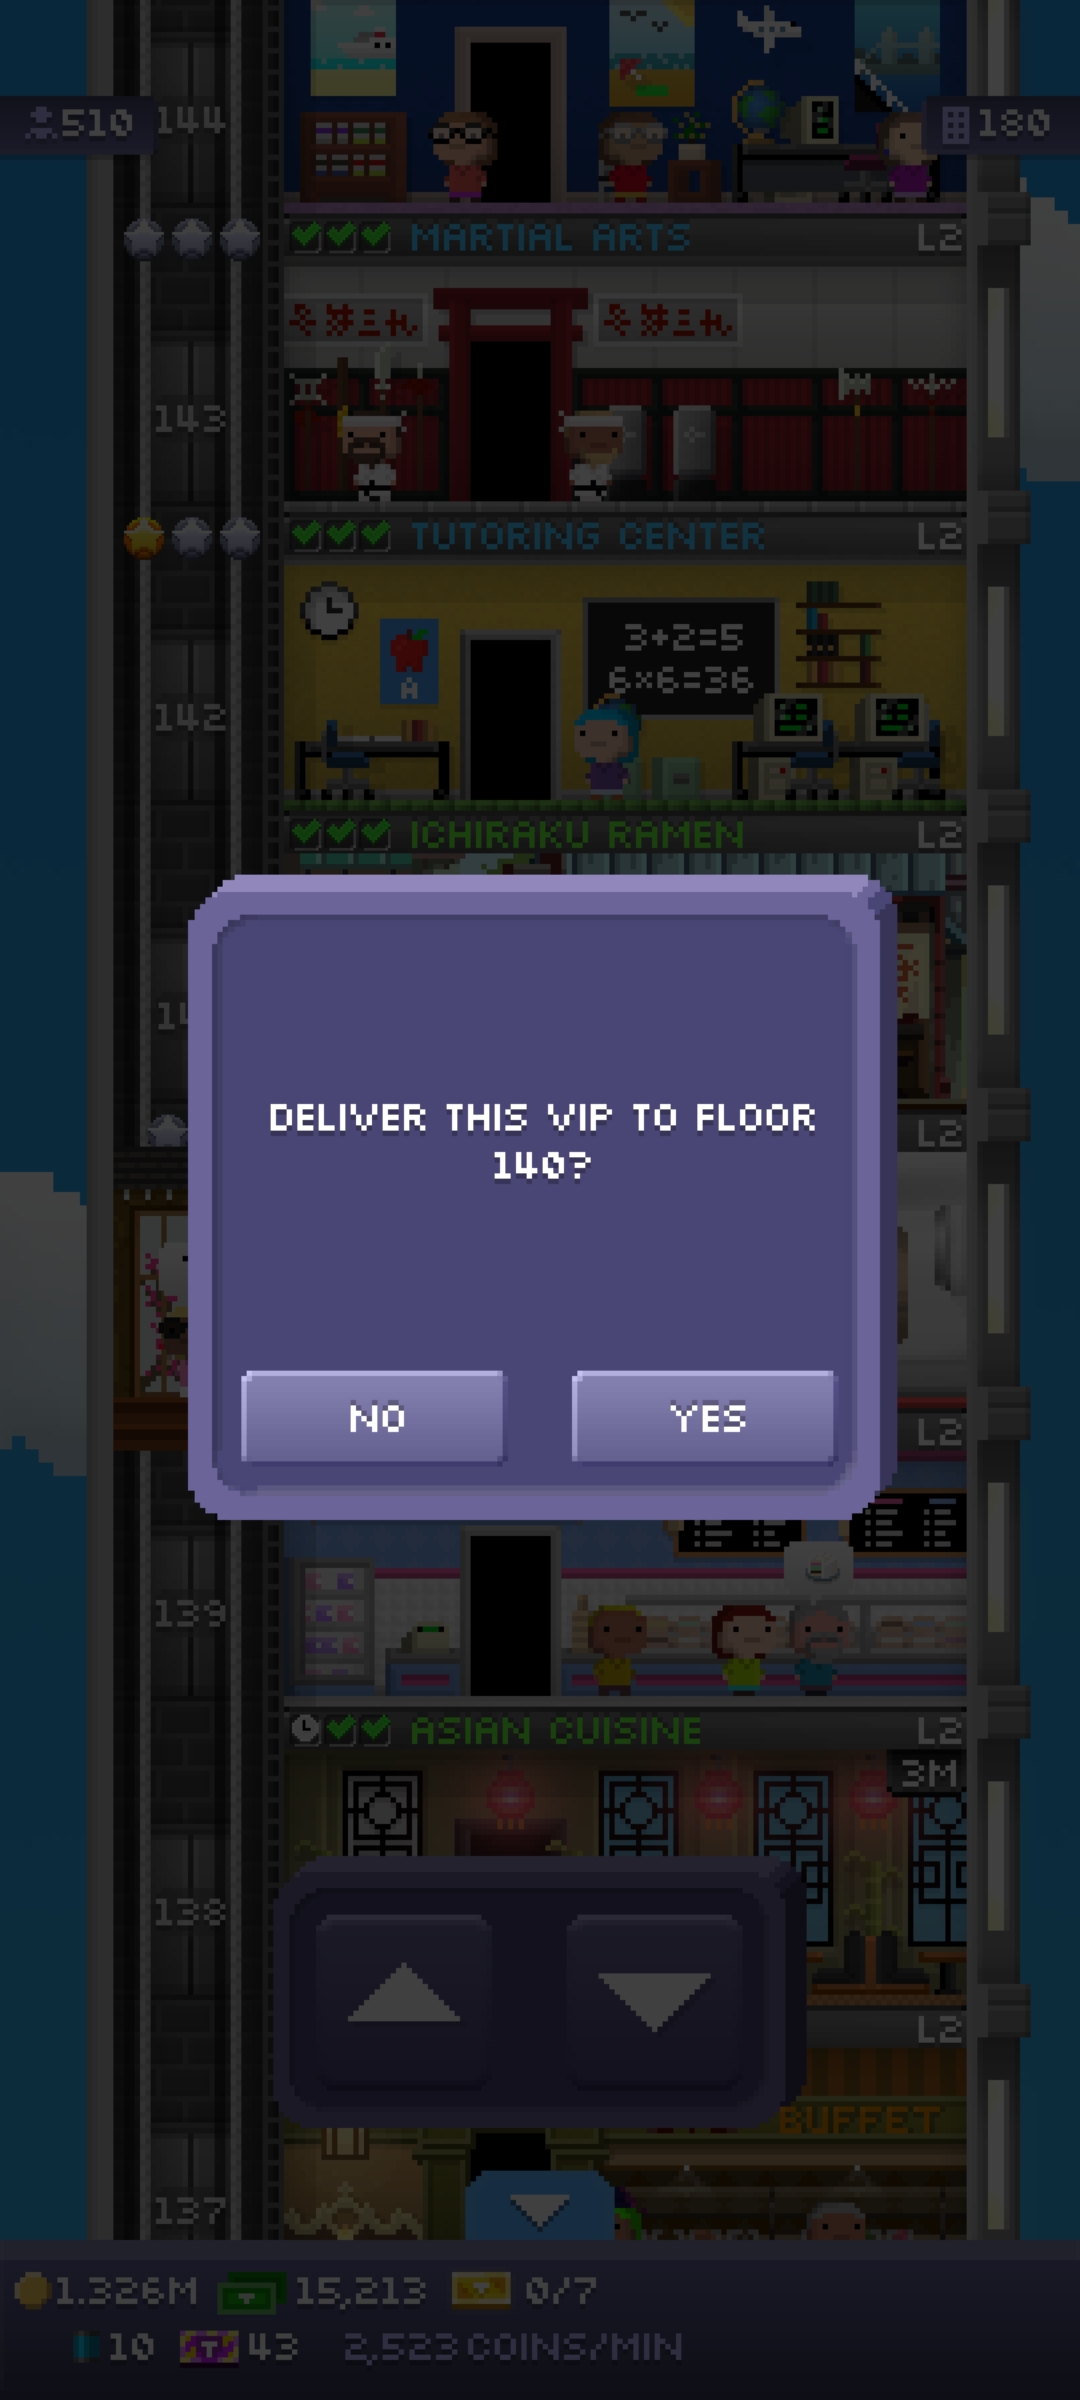 510
144
180
MARTIAL ARTS
L2
143
TUTORING CENTER
L2
3+2=5
6×6=36
A
142
ICHIRAKU RAMEN
L2
14
L2
DELIVER THIS VIP TO FLOOR
140?
NO
YES
L2
139
ASIAN CUISINE
L2
3M
138
L2
BUFFET
137
1.326M
15,213
0/7
10
T
43
2,523 COINS/MIN